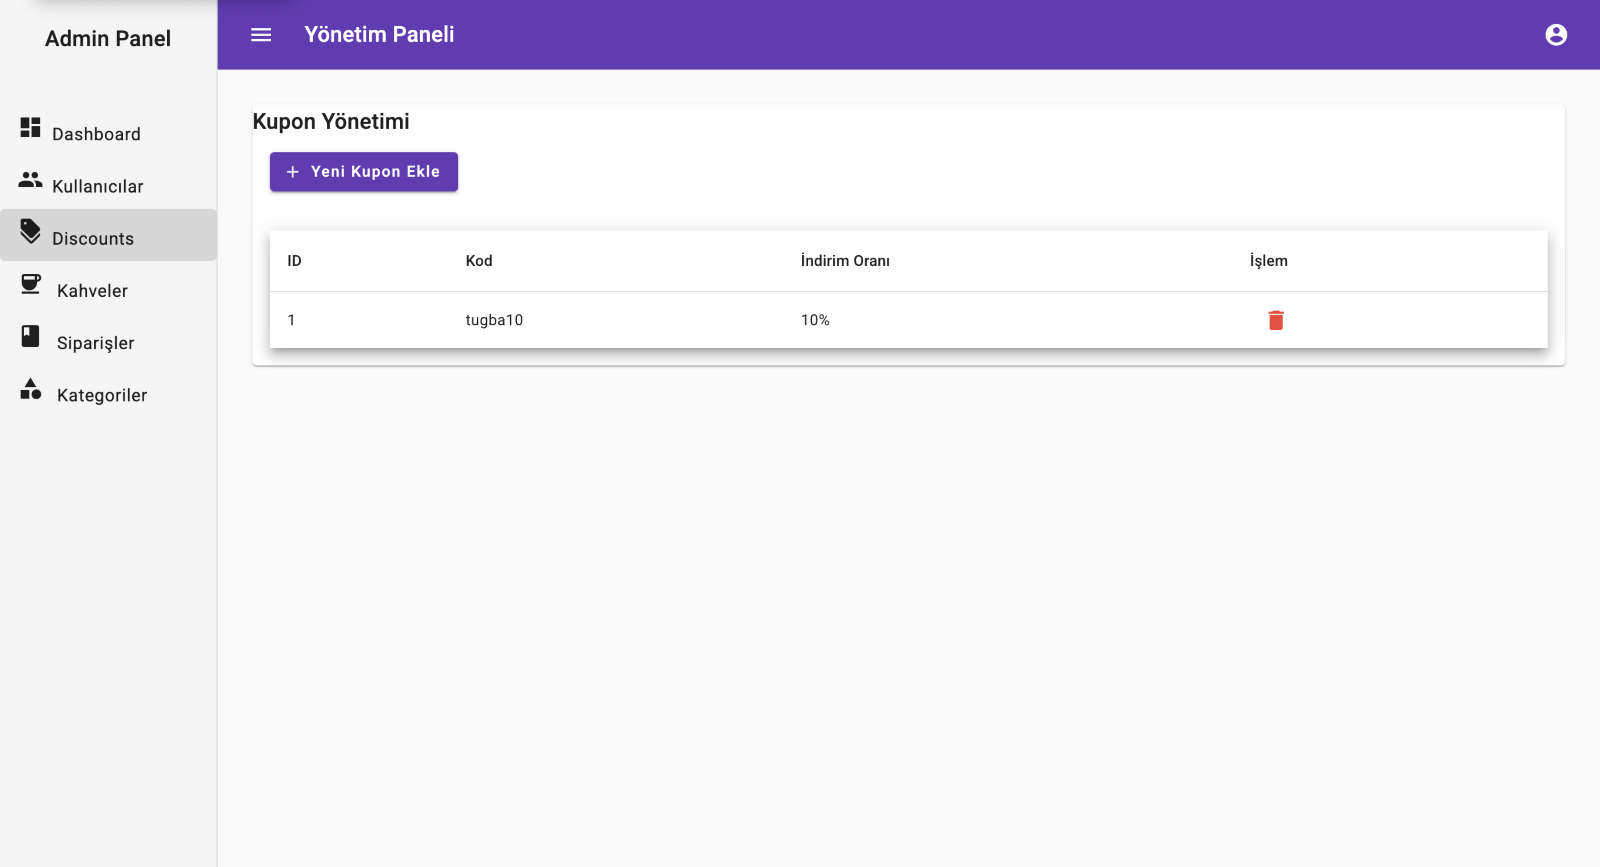 Admin Panel
Yönetim Paneli
Dashboard
Kullanıcılar
Discounts
Kahveler
Siparişler
Kategoriler
Kupon Yönetimi
Yeni Kupon Ekle
ID Kod İndirim Oranı İşlem
1 tugba10 10%